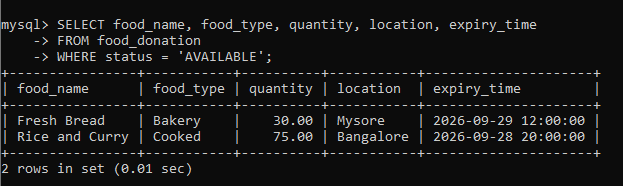 mysql> SELECT food_name, food_type, quantity, location, expiry_time
    -> FROM food_donation
    -> WHERE status = 'AVAILABLE';
+----------------+-----------+----------+-----------+---------------------+
| food_name      | food_type | quantity | location  | expiry_time         |
+----------------+-----------+----------+-----------+---------------------+
| Fresh Bread    | Bakery    |    30.00 | Mysore    | 2026-09-29 12:00:00 |
| Rice and Curry | Cooked    |    75.00 | Bangalore | 2026-09-28 20:00:00 |
+----------------+-----------+----------+-----------+---------------------+
2 rows in set (0.01 sec)